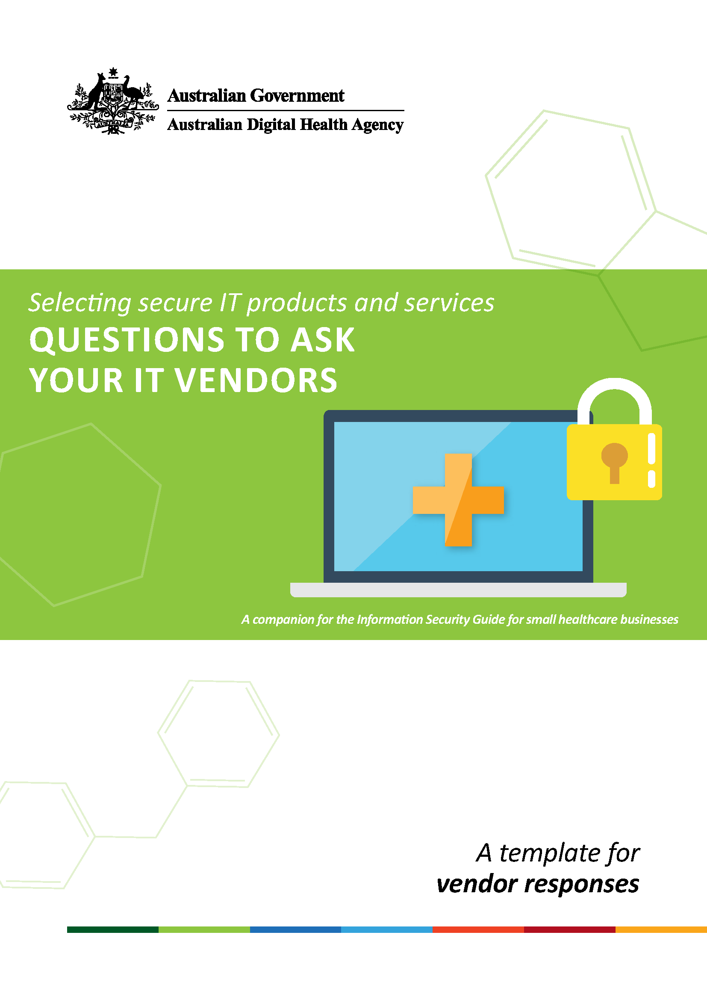 Australian Government
Australian Digital Health Agency
AUSTRALIA
Selecting secure IT products and services
QUESTIONS TO ASK
YOUR IT VENDORS
A companion for the Information Security Guide for small healthcare businesses
A template for
vendor responses